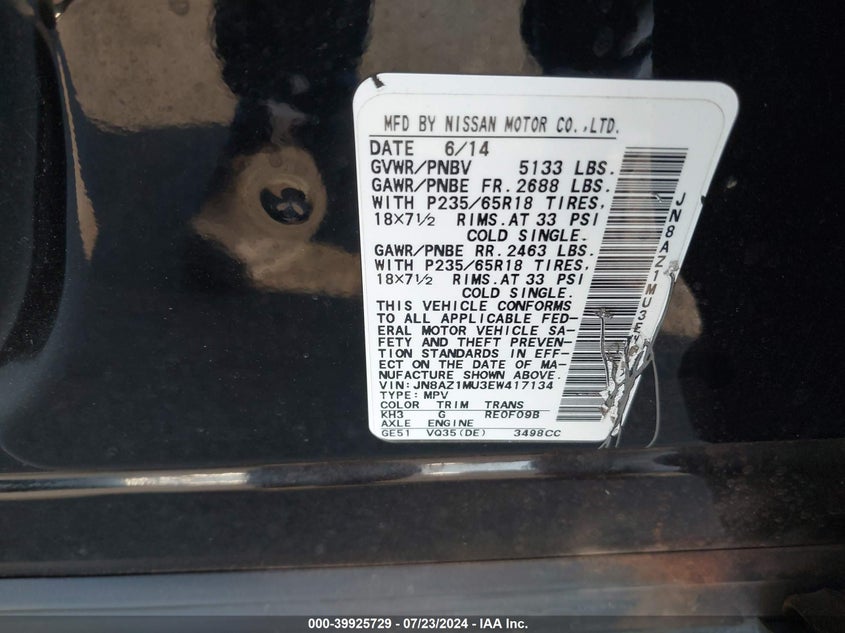 MFD BY NISSAN MOTOR CO.,LTD.
DATE 6/14
GVWR/PNBV 5133 LBS.
GAWR/PNBE FR. 2688 LBS.
WITH P235/65R18 TIRES,
18X7½ RIMS.AT 33 PSI
COLD SINGLE.
GAWR/PNBE RR. 2463 LBS.
WITH P235/65R18 TIRES,
18X7½ RIMS.AT 33 PSI
COLD SINGLE.
THIS VEHICLE CONFORMS
TO ALL APPLICABLE FED-
ERAL MOTOR VEHICLE SA-
FETY AND THEFT PREVEN-
TION STANDARDS IN EFF-
ECT ON THE DATE OF MA-
NUFACTURE SHOWN ABOVE.
VIN:JN8AZ1MU3EW417134
TYPE:MPV
COLOR TRIM TRANS
KH3 G RE0F09B
AXLE ENGINE
GE51 VQ35(DE) 3498CC
JN8AZ1MU3E
000-39925729 / 07/23/2024 - IAA Inc.